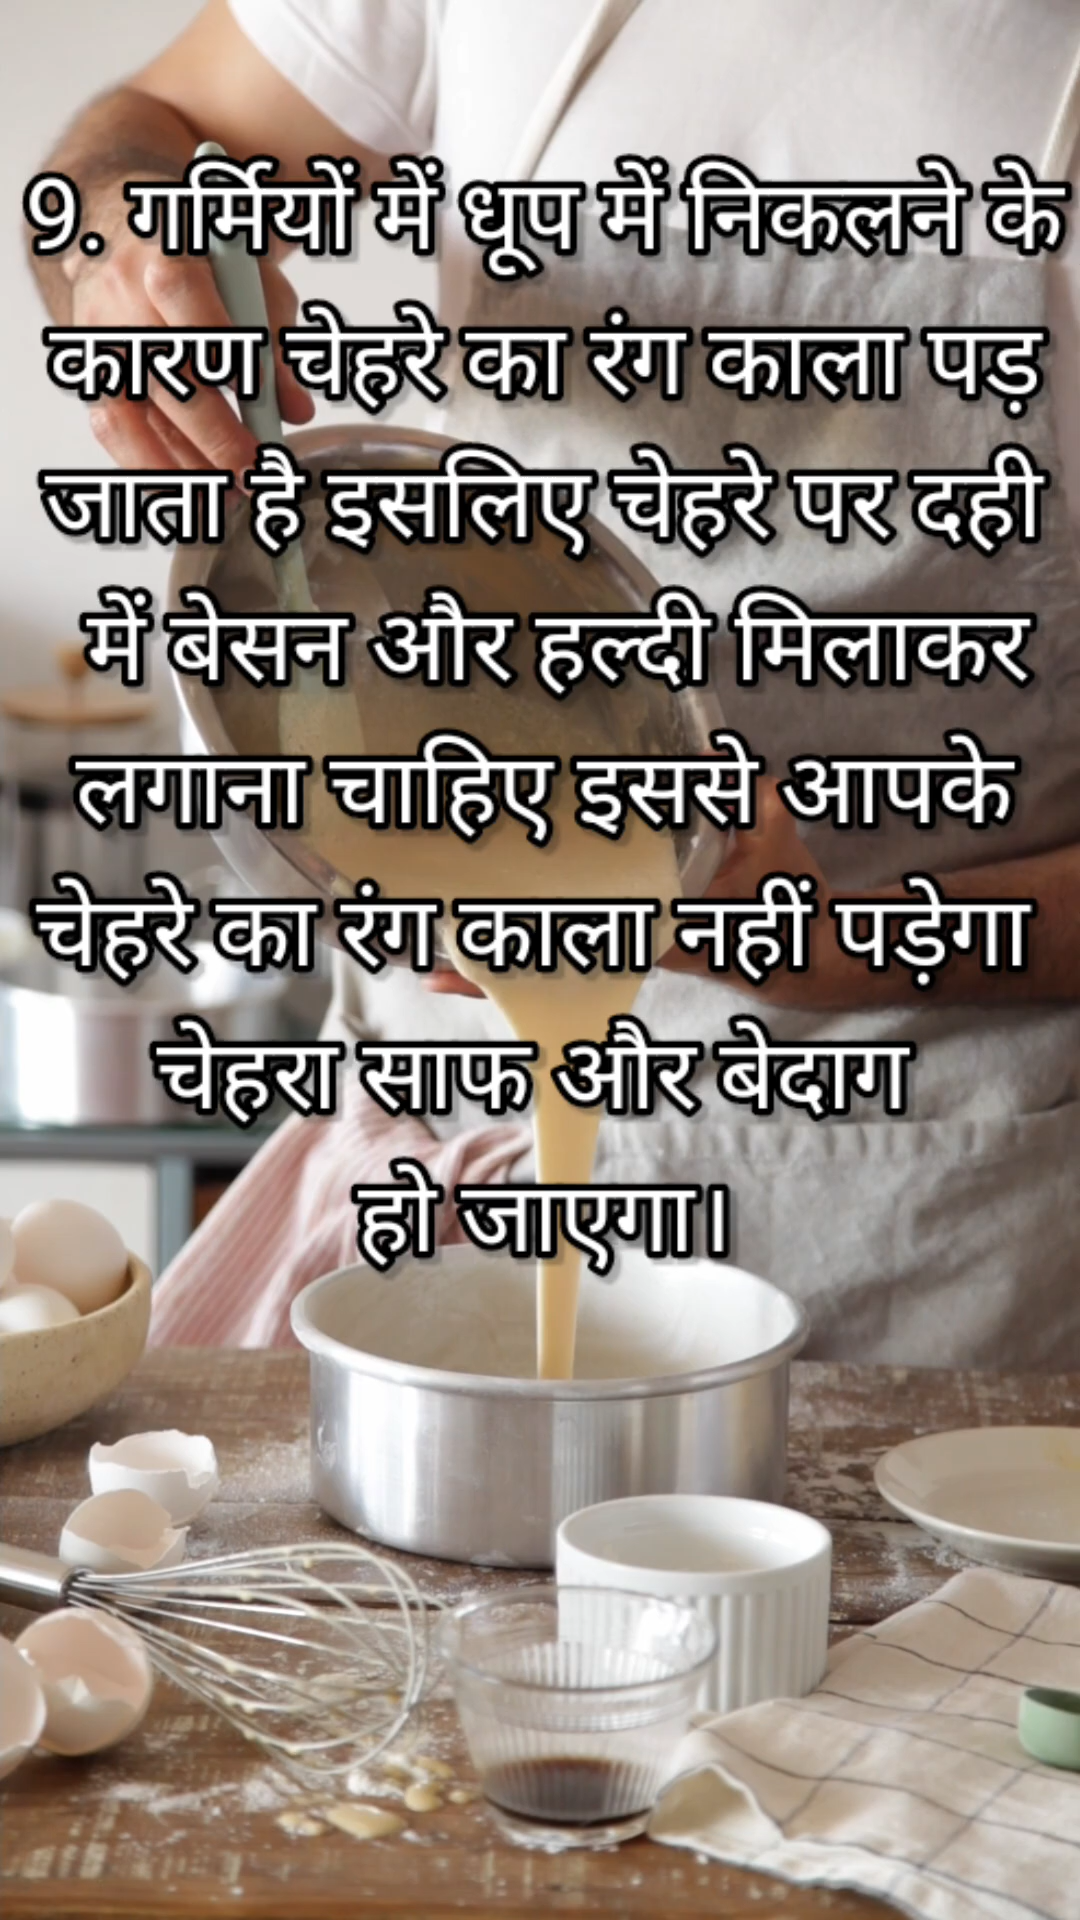 9. गर्मियों में धूप में निकलने के
कारण चेहरे का रंग काला पड़
जाता है इसलिए चेहरे पर दही
में बेसन और हल्दी मिलाकर
लगाना चाहिए इससे आपके
चेहरे का रंग काला नहीं पड़ेगा
चेहरा साफ और बेदाग
हो जाएगा।